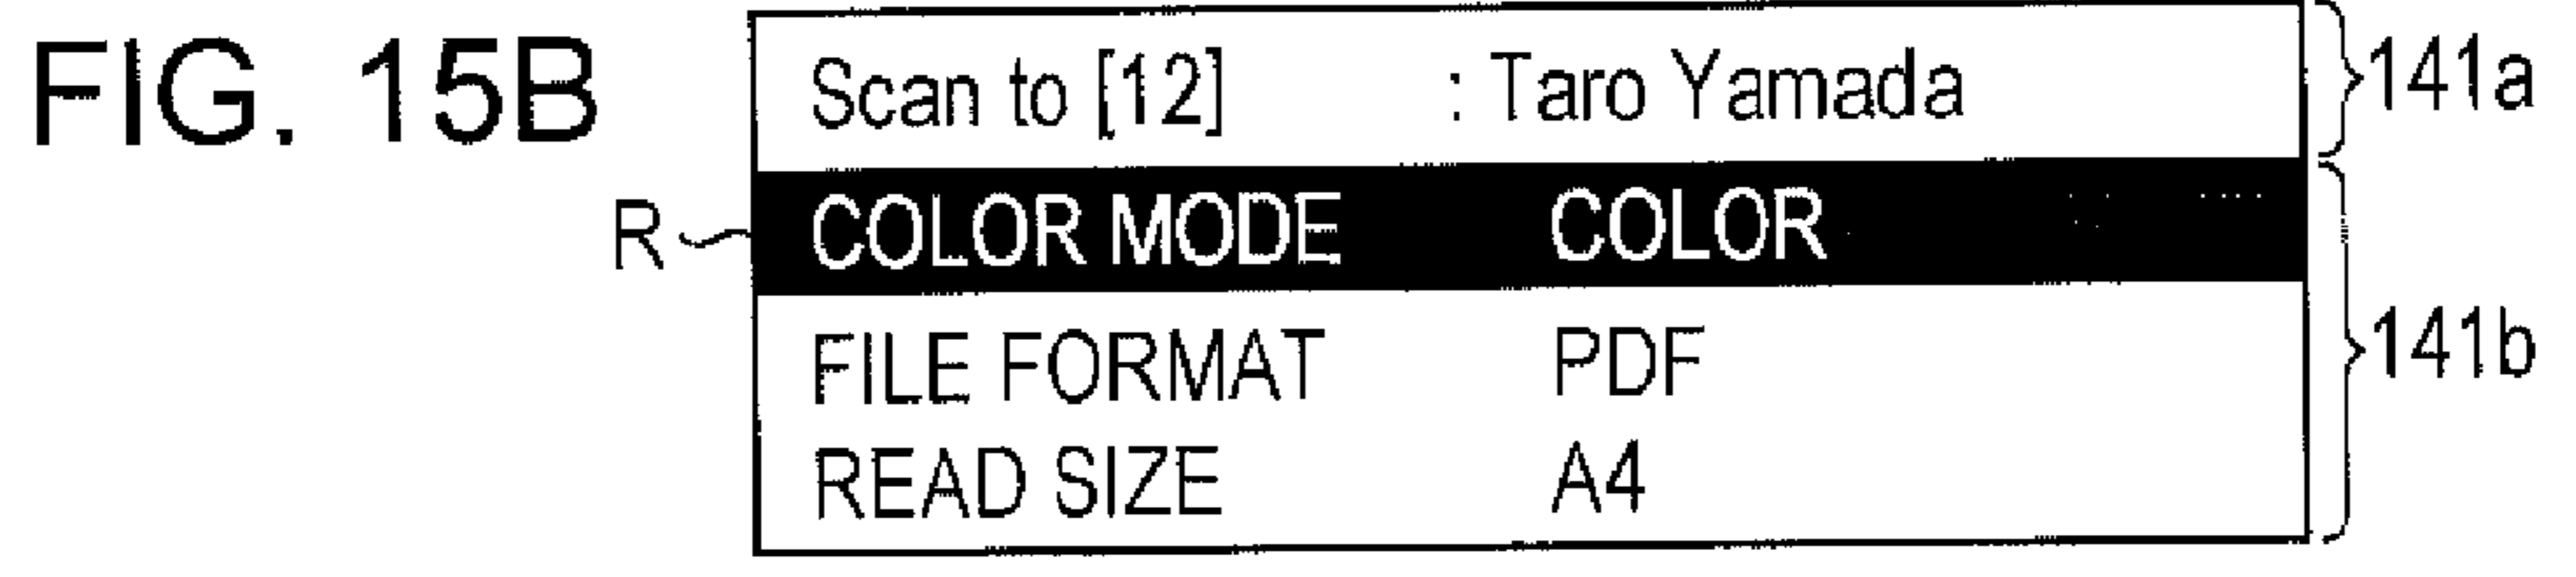 FIG. 15B
Scan to [12] : Taro Yamada 141a
R COLOR MODE COLOR
FILE FORMAT PDF 141b
READ SIZE A4